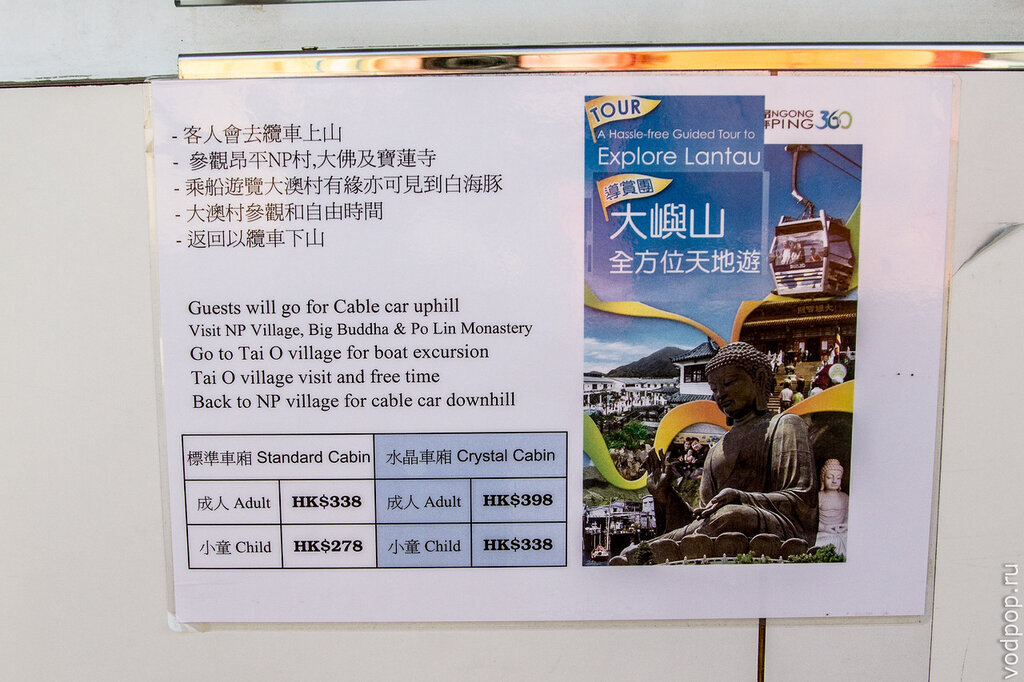 - 客人會去纜車上山
- 參觀昂平NP村,大佛及寶蓮寺
- 乘船遊覽大澳村有緣亦可見到白海豚
- 大澳村參觀和自由時間
- 返回以纜車下山
Guests will go for Cable car uphill
Visit NP Village, Big Buddha & Po Lin Monastery
Go to Tai O village for boat excursion
Tai O village visit and free time
Back to NP village for cable car downhill
標準車廂 Standard Cabin 水晶車廂 Crystal Cabin
成人 Adult HK$338 成人 Adult HK$398
小童 Child HK$278 小童 Child HK$338
TOUR
A Hassle-free Guided Tour to
Explore Lantau
導賞團
大嶼山
全方位天地遊
NGONG
PING 360
vodpop.ru